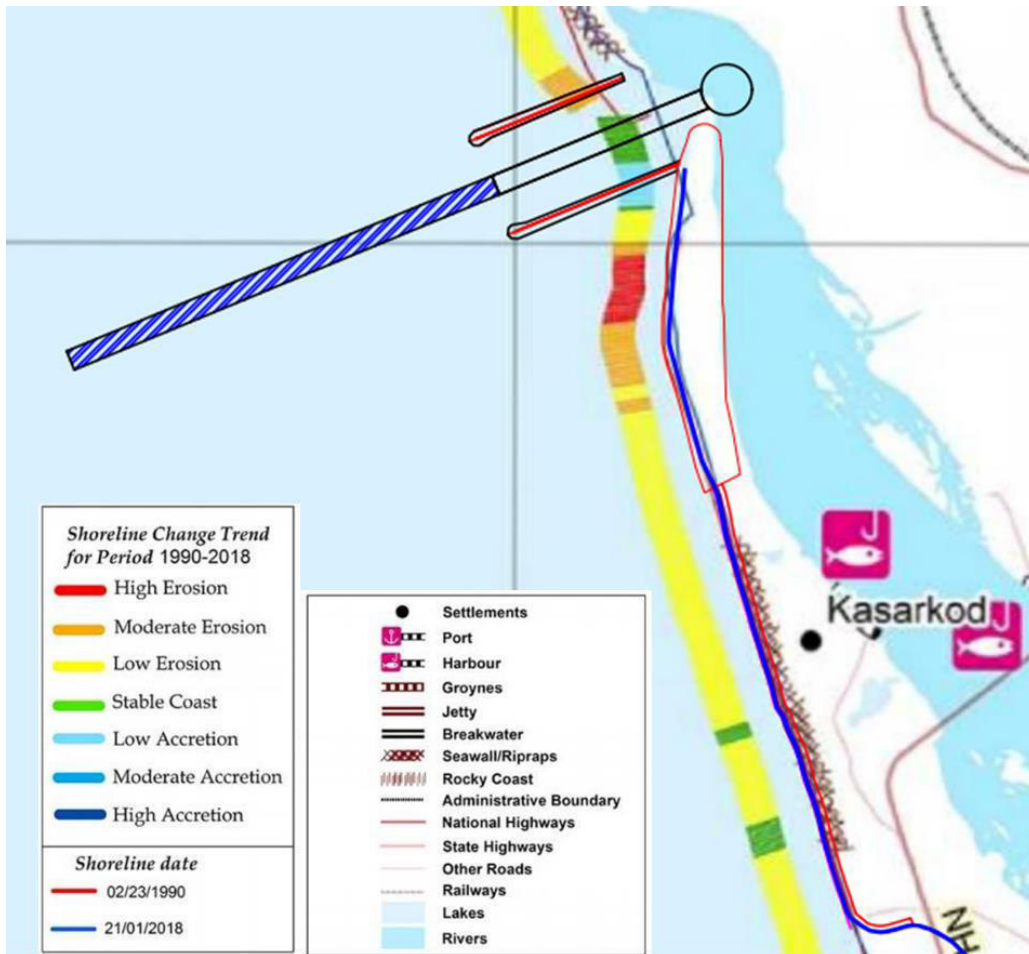 Kasarkod
NH
Shoreline Change Trend
for Period 1990-2018
High Erosion
Moderate Erosion
Low Erosion
Stable Coast
Low Accretion
Moderate Accretion
High Accretion
Shoreline date
02/23/1990
21/01/2018
Settlements
Port
Harbour
Groynes
Jetty
Breakwater
Seawall/Ripraps
Rocky Coast
Administrative Boundary
National Highways
State Highways
Other Roads
Railways
Lakes
Rivers